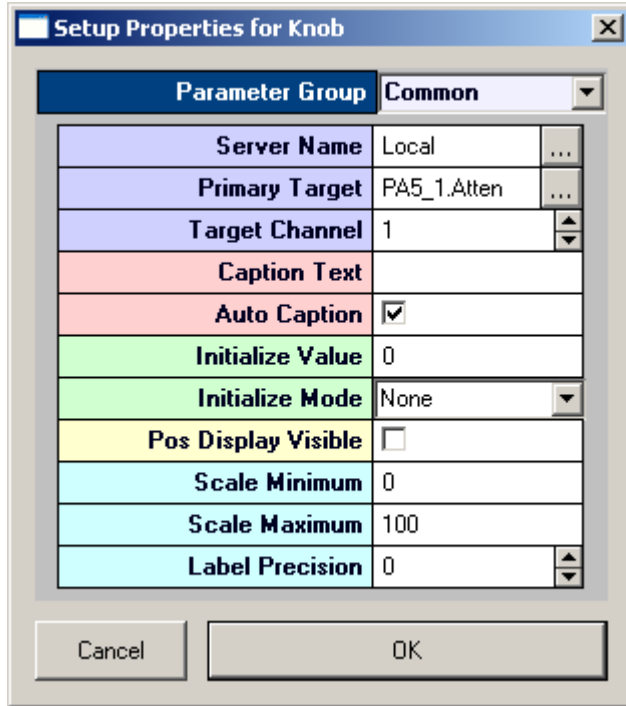 Setup Properties for Knob
Parameter Group Common
Server Name Local ...
Primary Target PA5_1.Atten ...
Target Channel 1
Caption Text
Auto Caption
Initialize Value 0
Initialize Mode None
Pos Display Visible
Scale Minimum 0
Scale Maximum 100
Label Precision 0
Cancel OK